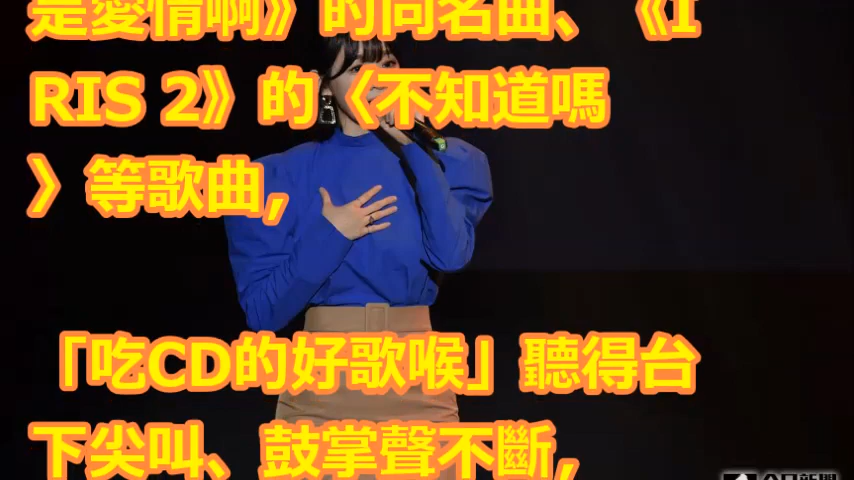 是愛情啊》的同名曲、《I
RIS 2》的〈不知道嗎
〉等歌曲,
「吃CD的好歌喉」聽得台
下尖叫、鼓掌聲不斷,